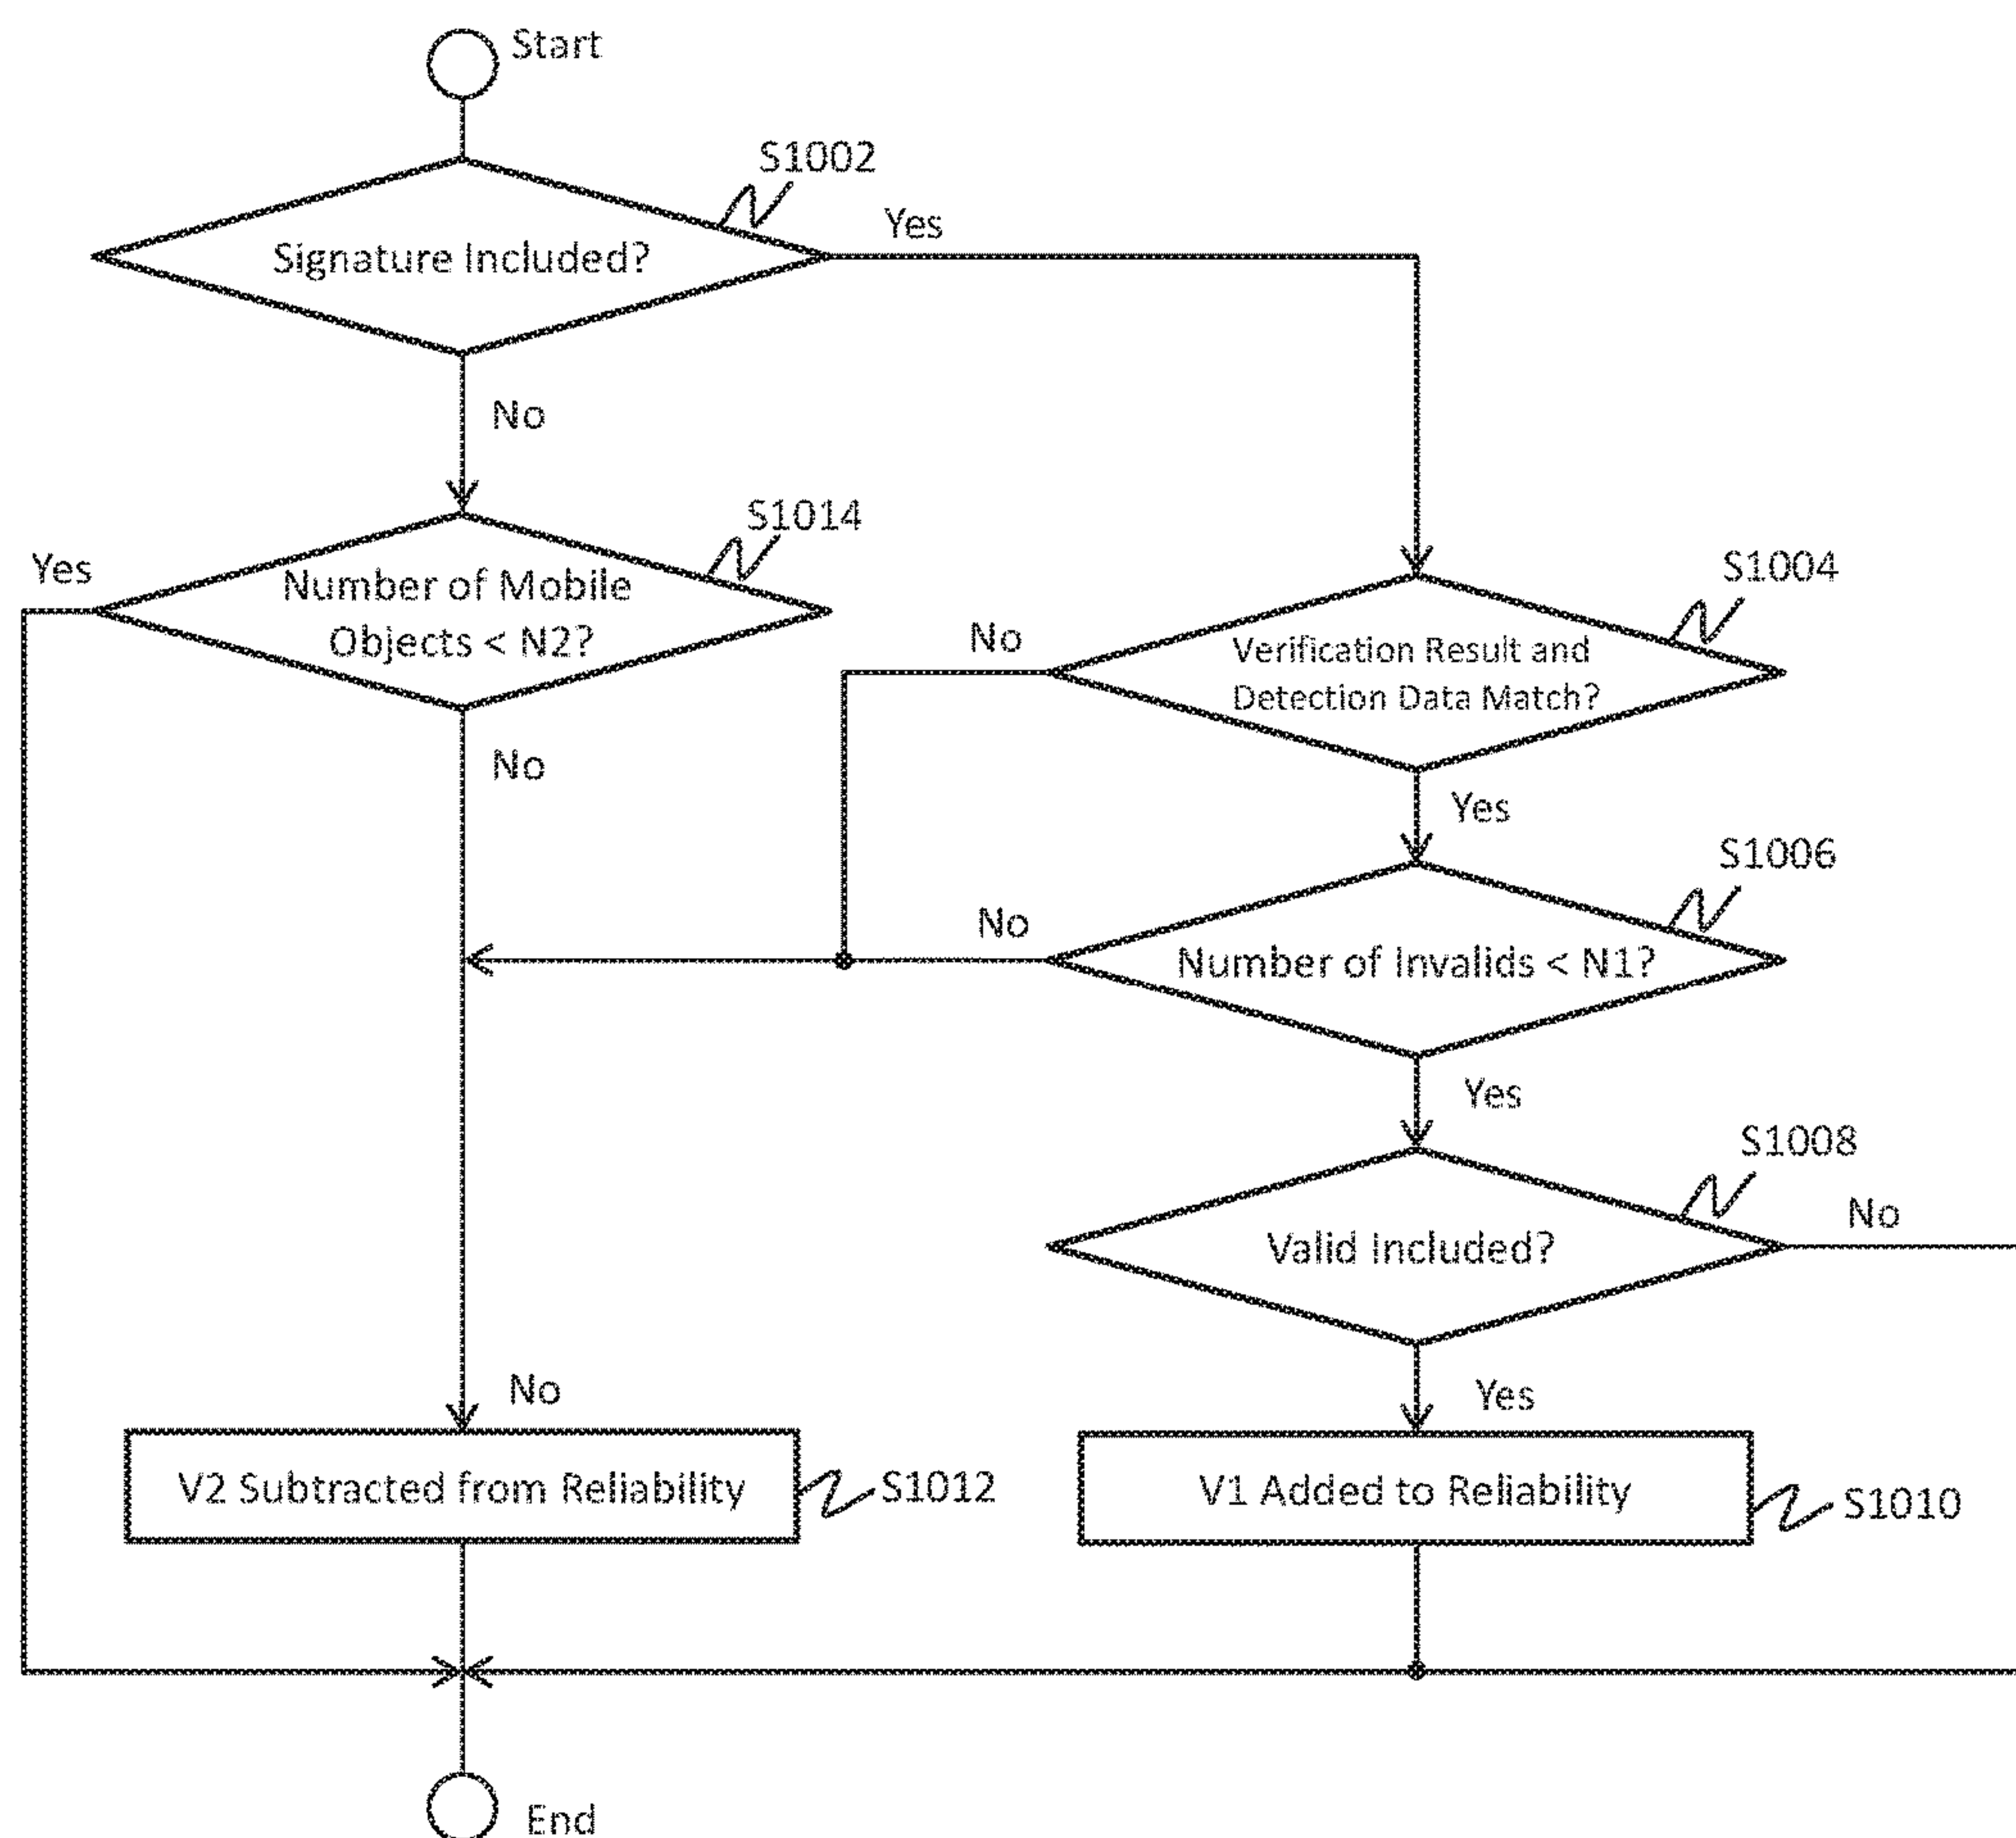 Start
S1002
Yes
Signature Included?
No
S1014
Yes
Number of Mobile
Objects < N2?
No
S1004
No
Verification Result and
Detection Data Match?
Yes
S1006
No
Number of Invalids < N1?
Yes
S1008
No
Valid Included?
No
Yes
V2 Subtracted from Reliability
S1012
V1 Added to Reliability
S1010
End